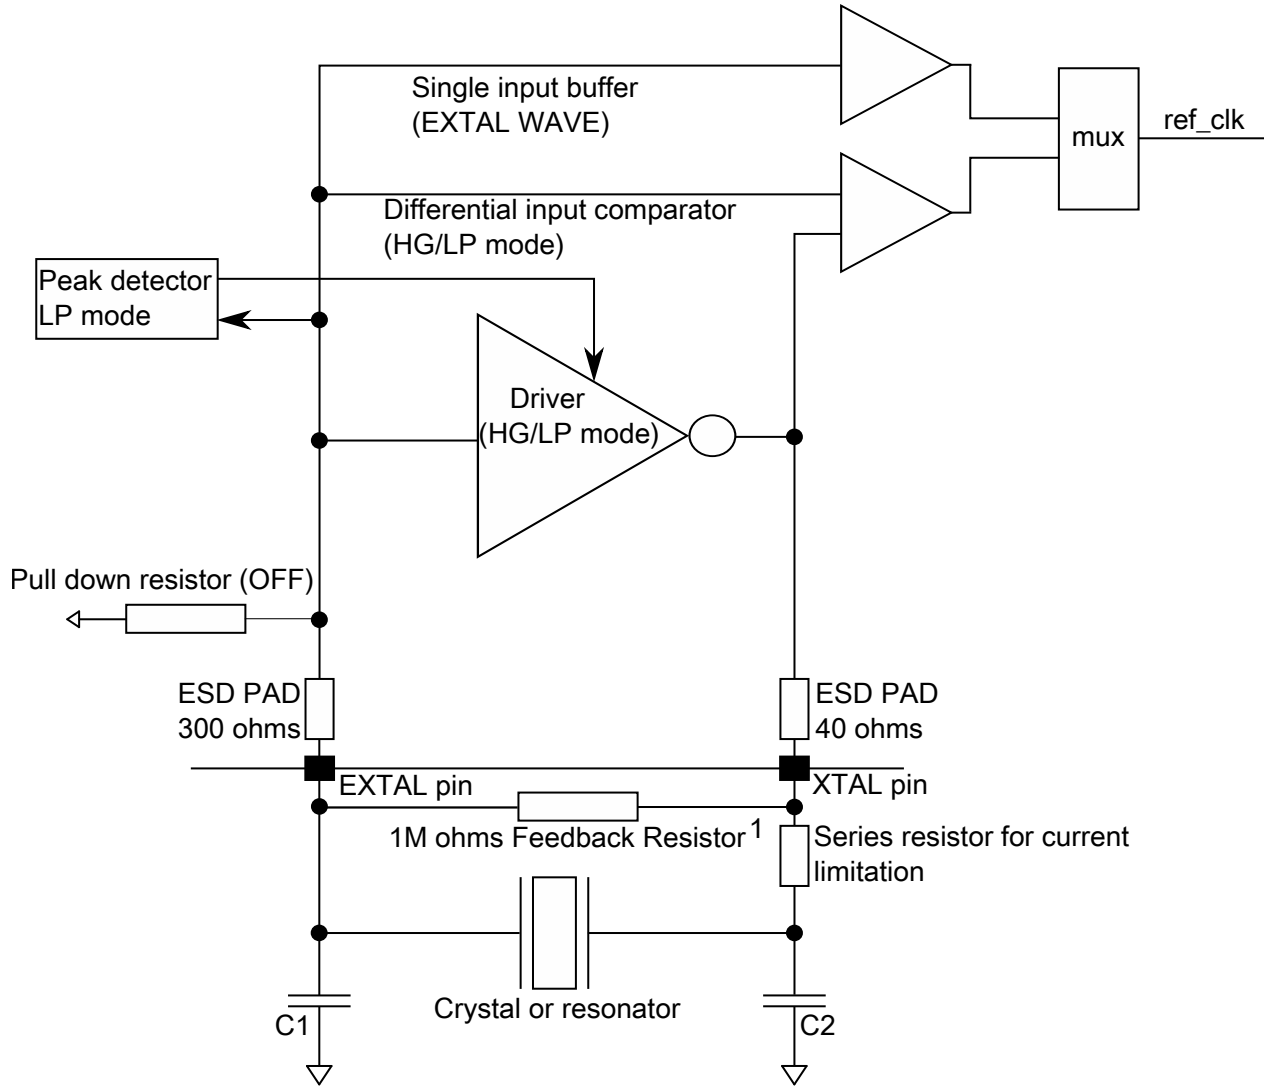 Single input buffer
(EXTAL WAVE)
ref_clk
mux
Differential input comparator
(HG/LP mode)
Peak detector
LP mode
Driver
(HG/LP mode)
Pull down resistor (OFF)
ESD PAD
300 ohms
ESD PAD
40 ohms
EXTAL pin
XTAL pin
1M ohms Feedback Resistor 1
Series resistor for current
limitation
Crystal or resonator
C1
C2